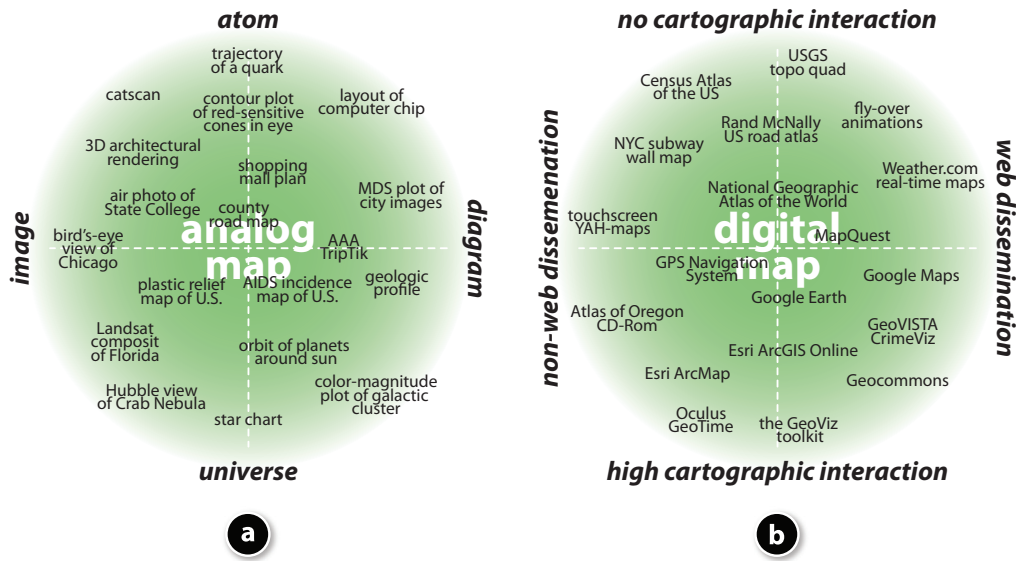 atom
trajectory
of a quark
catscan
contour plot
of red-sensitive
cones in eye
layout of
computer chip
3D architectural
rendering
shopping
mall plan
air photo of
State College
MDS plot of
city images
county
road map
image
analog
map
diagram
bird's-eye
view of
Chicago
AAA
TripTik
plastic relief
map of U.S.
AIDS incidence
map of U.S.
geologic
profile
Landsat
composit
of Florida
orbit of planets
around sun
Hubble view
of Crab Nebula
color-magnitude
plot of galactic
cluster
star chart
universe
a
no cartographic interaction
USGS
topo quad
Census Atlas
of the US
fly-over
animations
Rand McNally
US road atlas
NYC subway
wall map
Weather.com
real-time maps
National Geographic
Atlas of the World
touchscreen
YAH-maps
non-web dissemenation
digital
map
web dissemination
MapQuest
GPS Navigation
System
Google Maps
Google Earth
Atlas of Oregon
CD-Rom
GeoVISTA
CrimeViz
Esri ArcGIS Online
Esri ArcMap
Geocommons
Oculus
GeoTime
the GeoViz
toolkit
high cartographic interaction
b